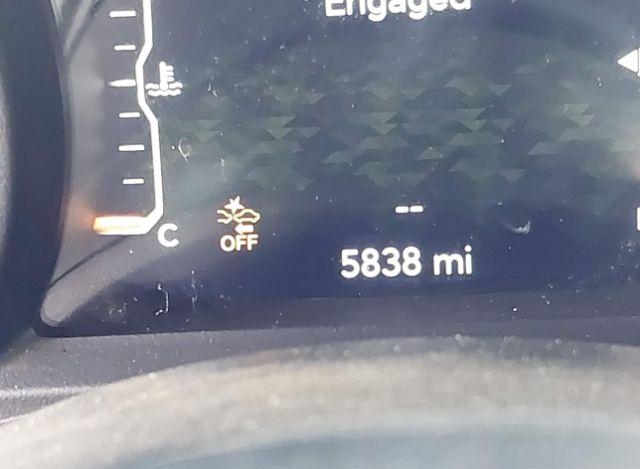 Engaged
C
OFF
--
5838 mi